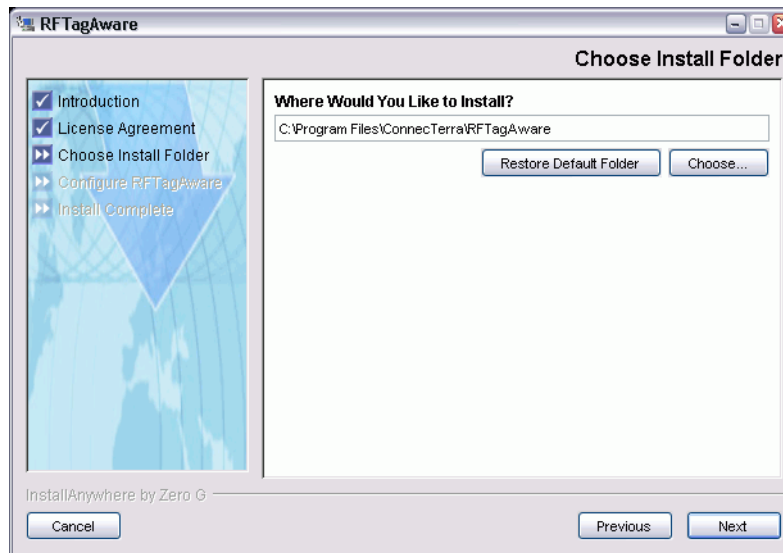 RFTagAware
Choose Install Folder
Introduction
License Agreement
Choose Install Folder
Configure RFTagAware
Install Complete
Where Would You Like to Install?
C:\Program Files\ConnecTerra\RFTagAware
Restore Default Folder
Choose...
InstallAnywhere by Zero G
Cancel
Previous
Next